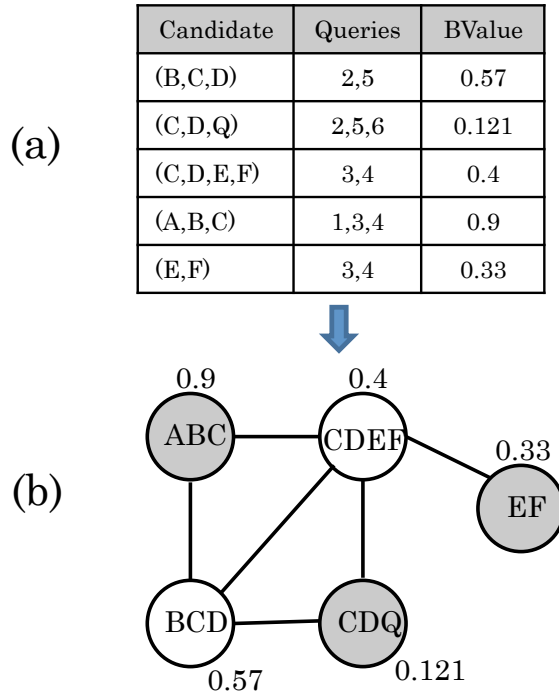 Candidate Queries BValue
(B,C,D) 2,5 0.57
(C,D,Q) 2,5,6 0.121
(a)
(C,D,E,F) 3,4 0.4
(A,B,C) 1,3,4 0.9
(E,F) 3,4 0.33
0.9 0.4
ABC CDEF
0.33
(b)
EF
BCD CDQ
0.57 0.121